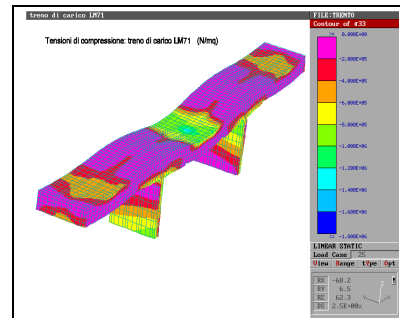 treno di carico LM71
Tensioni di compressione: treno di carico LM71 (N/mq)
FILE:TRENTO
Contour of #33
>= 0.000E+00
-2.000E+05
-4.000E+05
-6.000E+05
-8.000E+05
-1.000E+06
-1.200E+06
-1.400E+06
-1.600E+06
<= -1.800E+06
LINEAR STATIC
Load Case 25
View Range tYpe Opt
RX -60.2
RY 6.5
RZ 62.3
DS 2.5E+00